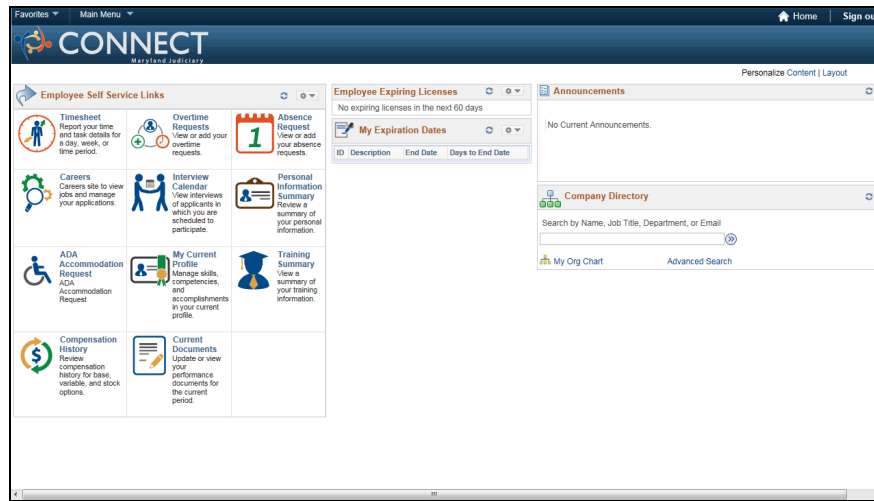 Favorites Main Menu Home Sign ou
CONNECT
Maryland Judiciary
Personalize Content | Layout
Employee Self Service Links
Timesheet
Report your time
and task details for
a day, week, or
time period.
Overtime
Requests
View or add your
overtime
requests.
1
Absence
Request
View or add
your absence
requests.
Careers
Careers site to view
jobs and manage
your applications.
Interview
Calendar
View interviews
of applicants in
which you are
scheduled to
participate.
Personal
Information
Summary
Review a
summary of
your personal
information.
ADA
Accommodation
Request
ADA
Accommodation
Request
My Current
Profile
Manage skills,
competencies,
and
accomplishments
in your current
profile.
Training
Summary
View a
summary of
your training
information.
$
Compensation
History
Review
compensation
history for base,
variable, and stock
options.
Current
Documents
Update or view
your
performance
documents for
the current
period.
Employee Expiring Licenses
No expiring licenses in the next 60 days
My Expiration Dates
ID Description End Date Days to End Date
Announcements
No Current Announcements.
Company Directory
Search by Name, Job Title, Department, or Email
My Org Chart Advanced Search